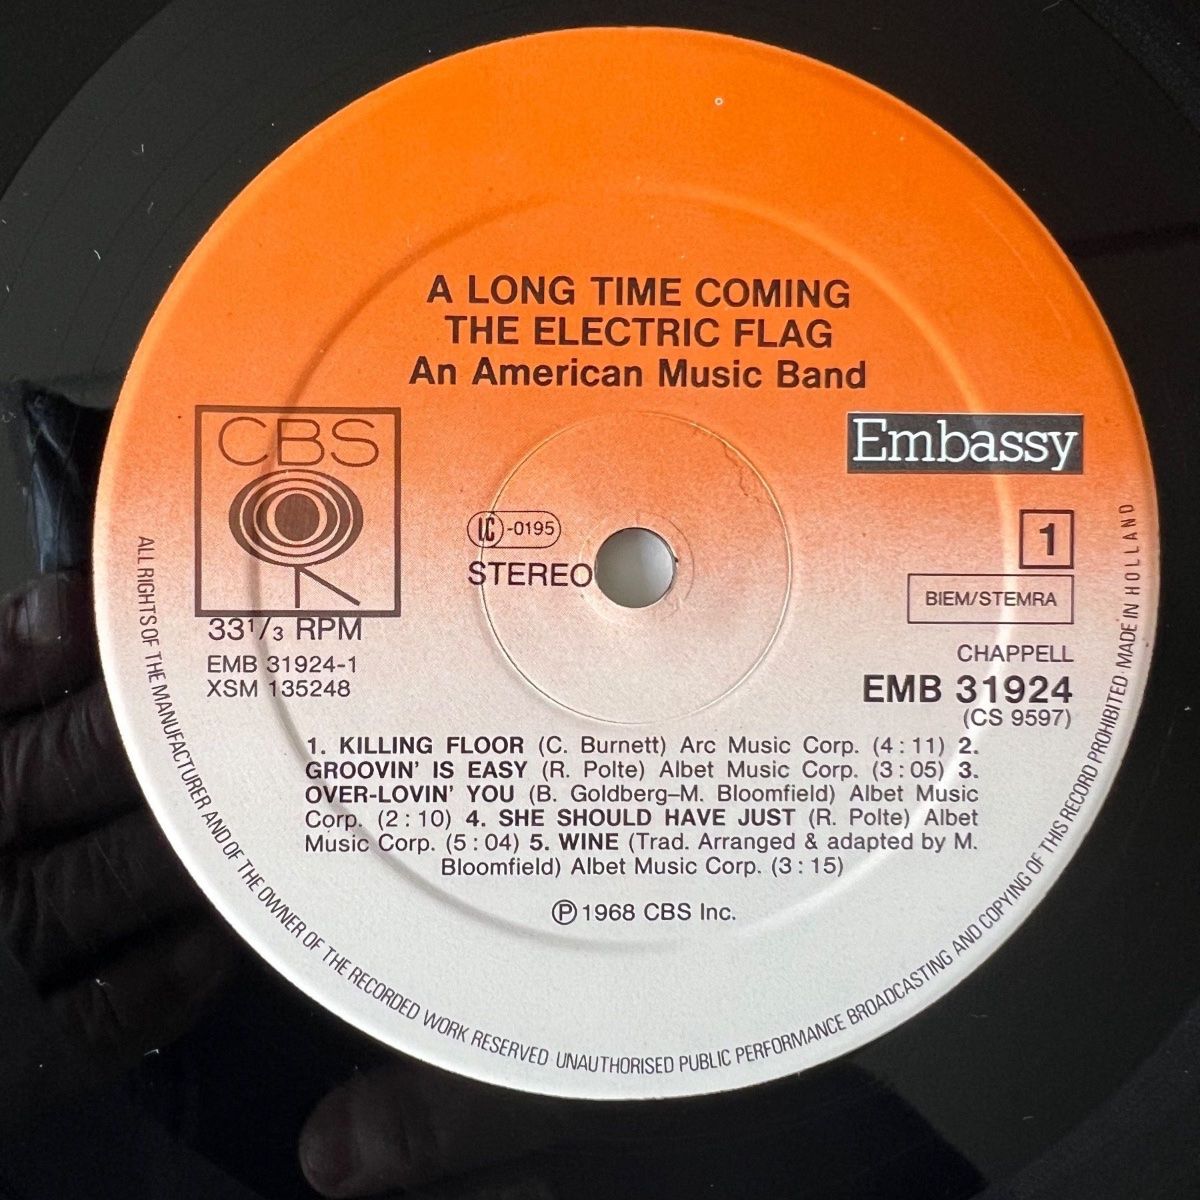 A LONG TIME COMING
THE ELECTRIC FLAG
An American Music Band
CBS
Embassy
LC-0195
STEREO
1
BIEM/STEMRA
33 1/3 RPM
EMB 31924-1
XSM 135248
CHAPPELL
EMB 31924
(CS 9597)
1. KILLING FLOOR (C. Burnett) Arc Music Corp. (4 : 11) 2.
GROOVIN' IS EASY (R. Polte) Albet Music Corp. (3 : 05) 3.
OVER-LOVIN' YOU (B. Goldberg–M. Bloomfield) Albet Music
Corp. (2 : 10) 4. SHE SHOULD HAVE JUST (R. Polte) Albet
Music Corp. (5 : 04) 5. WINE (Trad. Arranged & adapted by M.
Bloomfield) Albet Music Corp. (3 : 15)
℗ 1968 CBS Inc.
ALL RIGHTS OF THE MANUFACTURER AND OF THE OWNER OF THE RECORDED WORK RESERVED UNAUTHORISED PUBLIC PERFORMANCE BROADCASTING AND COPYING OF THIS RECORD PROHIBITED MADE IN HOLLAND